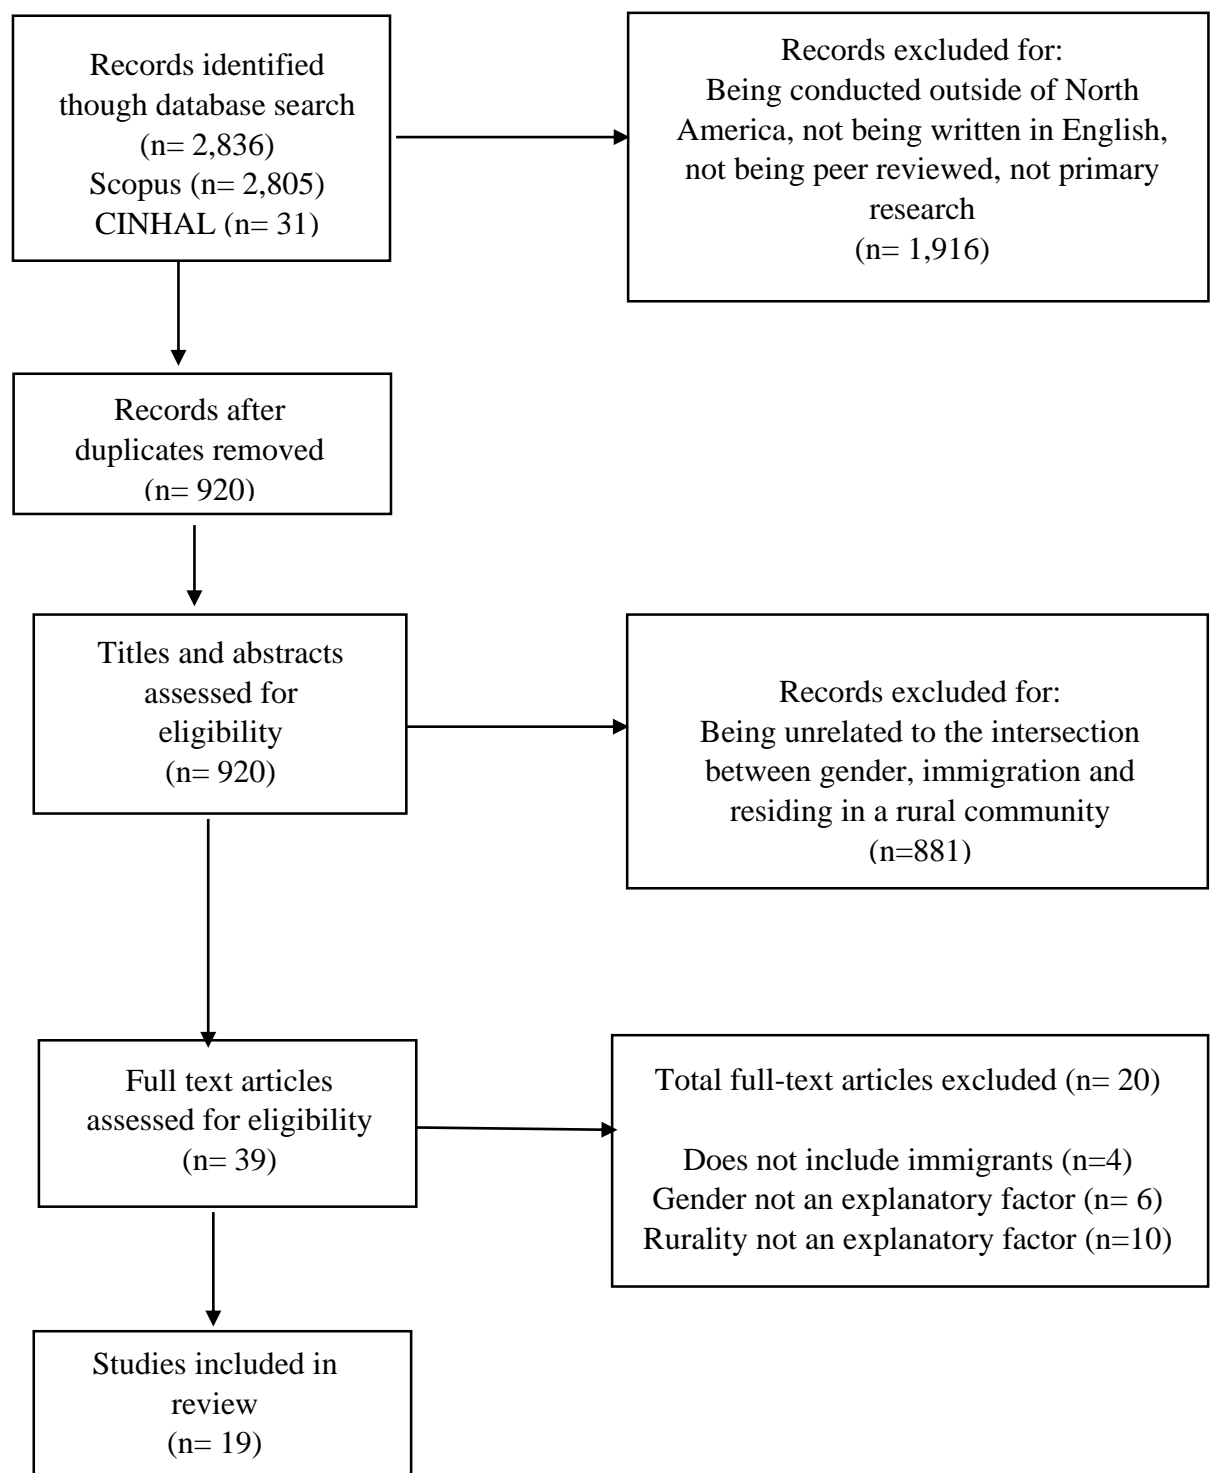 Records identified
though database search
(n= 2,836)
Scopus (n= 2,805)
CINHAL (n= 31)
Records excluded for:
Being conducted outside of North
America, not being written in English,
not being peer reviewed, not primary
research
(n= 1,916)
Records after
duplicates removed
(n= 920)
Titles and abstracts
assessed for
eligibility
(n= 920)
Records excluded for:
Being unrelated to the intersection
between gender, immigration and
residing in a rural community
(n=881)
Full text articles
assessed for eligibility
(n= 39)
Total full-text articles excluded (n= 20)
Does not include immigrants (n=4)
Gender not an explanatory factor (n= 6)
Rurality not an explanatory factor (n=10)
Studies included in
review
(n= 19)